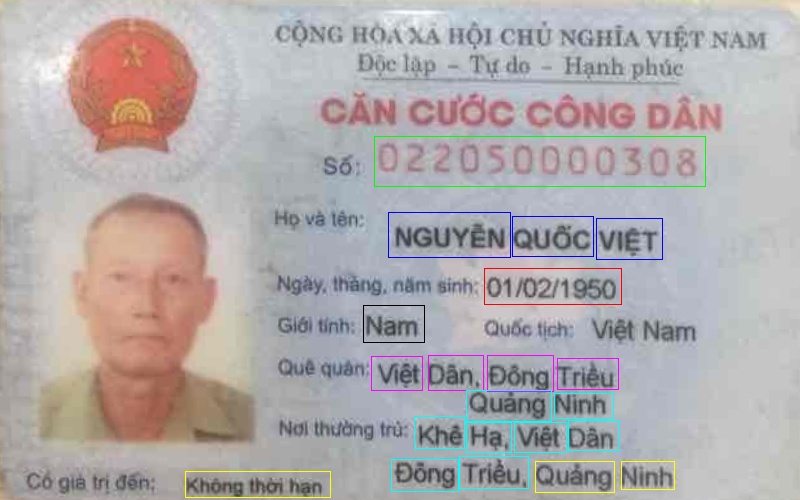 CỘNG HÒA XÃ HỘI CHỦ NGHĨA VIỆT NAM
Độc lập - Tự do - Hạnh phúc
CĂN CƯỚC CÔNG DÂN
Số: 022050000308
Họ và tên: NGUYỄN QUỐC VIỆT
Ngày, tháng, năm sinh: 01/02/1950
Giới tính: Nam Quốc tịch: Việt Nam
Quê quán: Việt Dân, Đông Triều
Quảng Ninh
Nơi thường trú: Khê Hạ, Việt Dân
Đông Triều, Quảng Ninh
Có giá trị đến: Không thời hạn